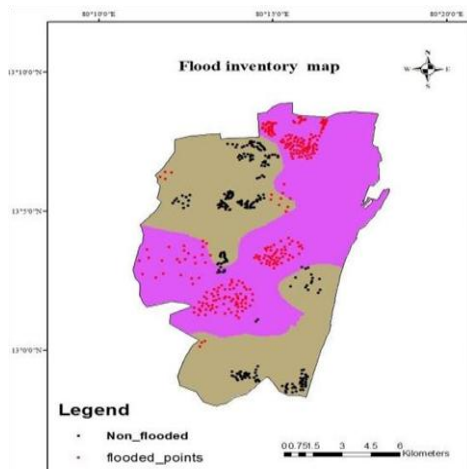 80°10'0"E 80°15'0"E 80°20'0"E
Flood inventory map
N
W E
S
13°10'0"N
13°5'0"N
13°0'0"N
Legend
Non_flooded
flooded_points
0 0.75 1.5 3 4.5 6
Kilometers